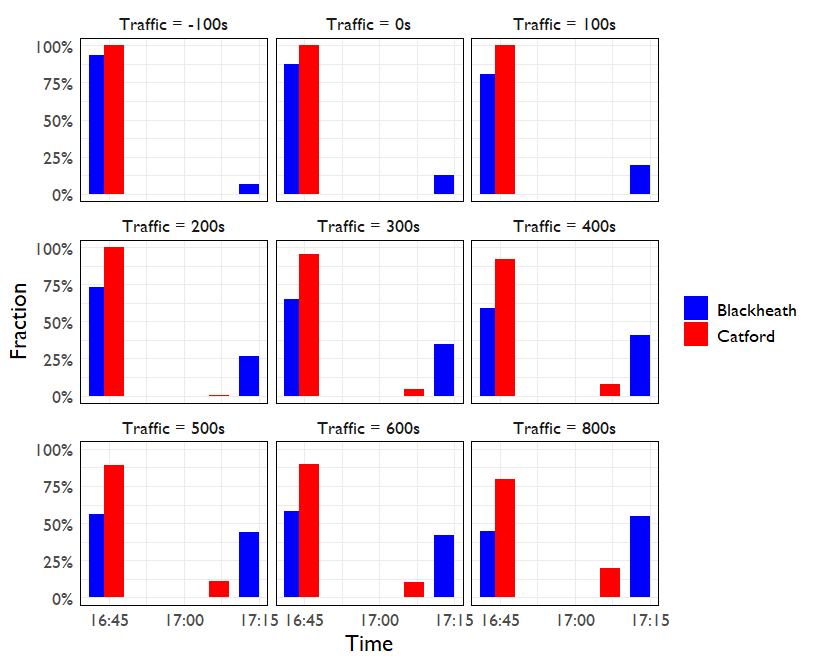 Traffic = -100s Traffic = 0s Traffic = 100s
100%
75%
50%
25%
0%
Traffic = 200s Traffic = 300s Traffic = 400s
100%
75%
50%
25%
0%
Traffic = 500s Traffic = 600s Traffic = 800s
100%
75%
50%
25%
0%
16:45 17:00 17:15 16:45 17:00 17:15 16:45 17:00 17:15
Time
Fraction
Blackheath
Catford